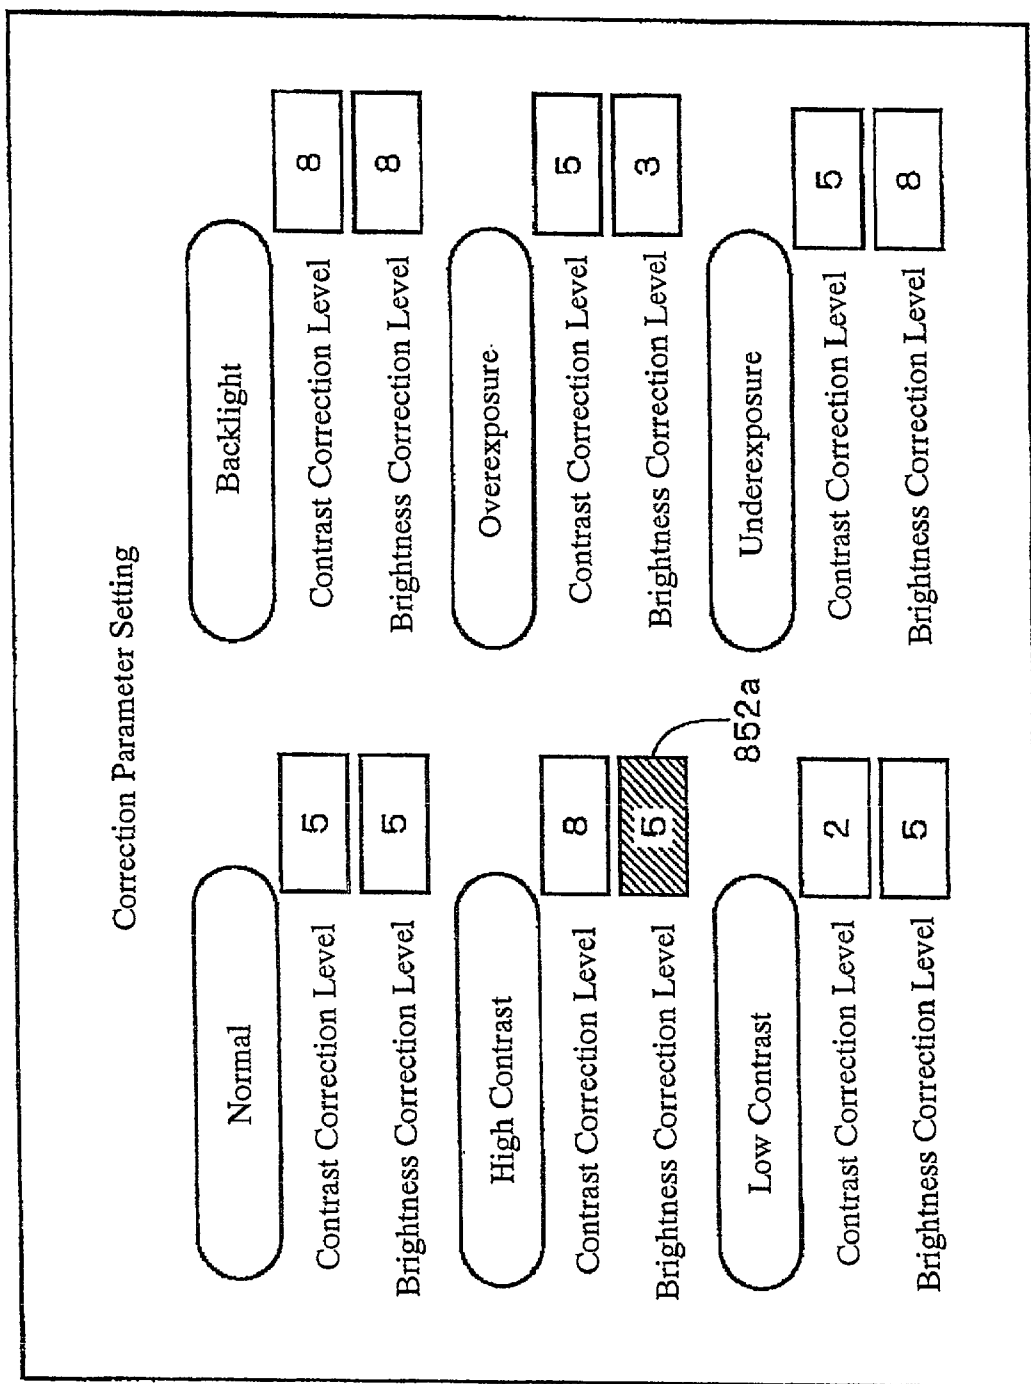 Correction Parameter Setting
Normal
Contrast Correction Level 5
Brightness Correction Level 5
High Contrast
Contrast Correction Level 8
Brightness Correction Level 5
852a
Low Contrast
Contrast Correction Level 2
Brightness Correction Level 5
Backlight
Contrast Correction Level 8
Brightness Correction Level 8
Overexposure
Contrast Correction Level 5
Brightness Correction Level 3
Underexposure
Contrast Correction Level 5
Brightness Correction Level 8